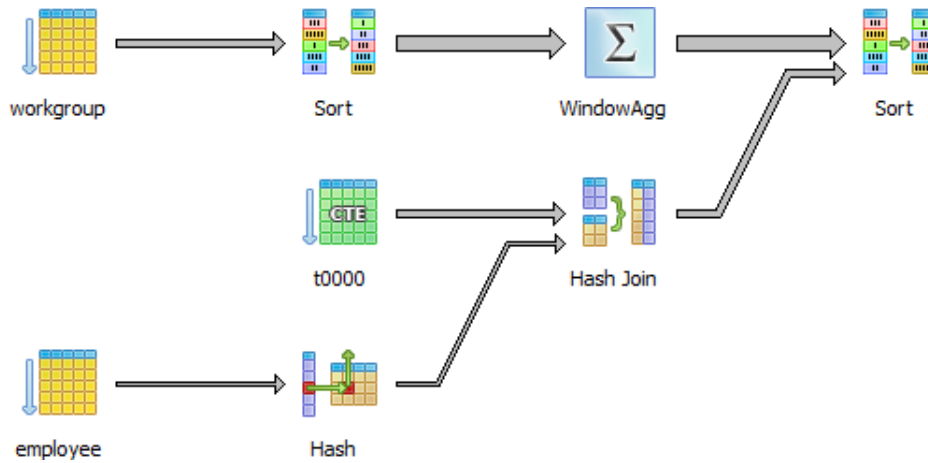 workgroup
Sort
WindowAgg
Sort
CTE
t0000
Hash Join
employee
Hash